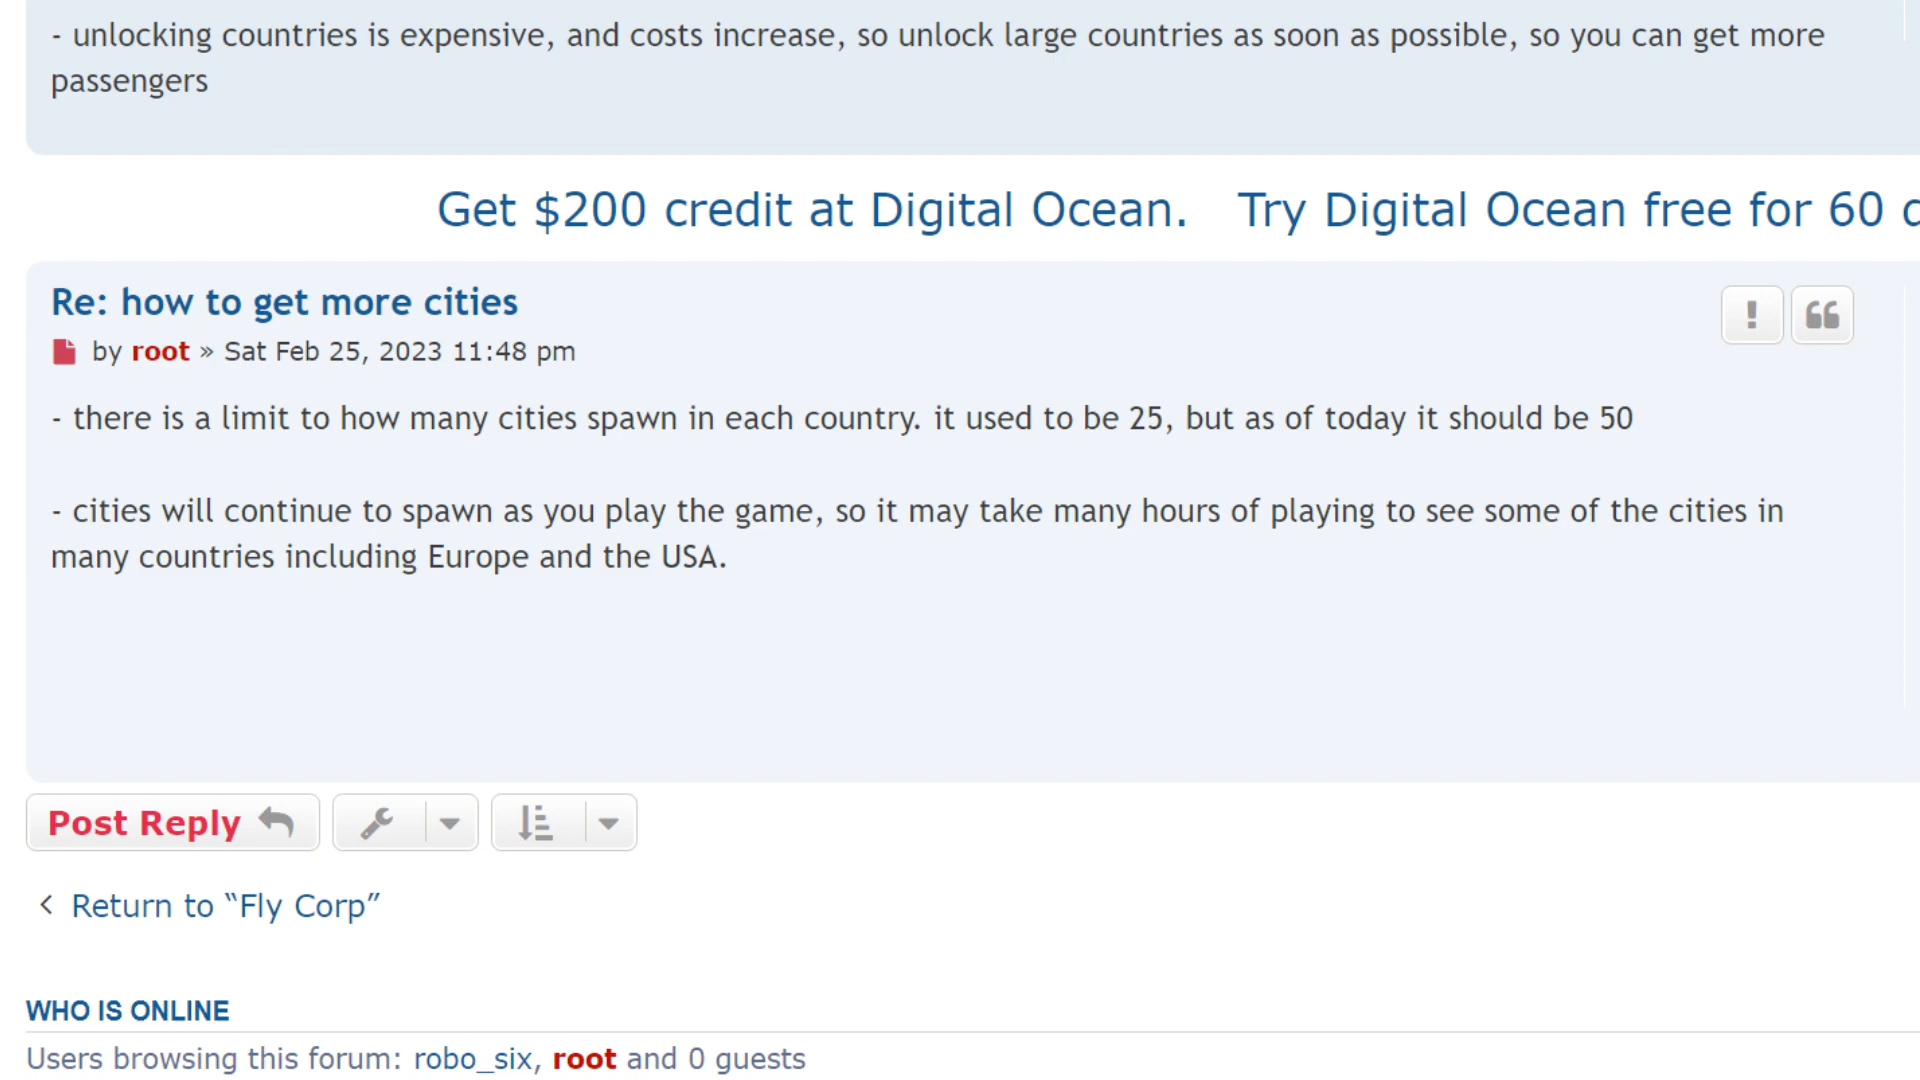 - unlocking countries is expensive, and costs increase, so unlock large countries as soon as possible, so you can get more
passengers
Get $200 credit at Digital Ocean. Try Digital Ocean free for 60
Re: how to get more cities
by root » Sat Feb 25, 2023 11:48 pm
- there is a limit to how many cities spawn in each country. it used to be 25, but as of today it should be 50
- cities will continue to spawn as you play the game, so it may take many hours of playing to see some of the cities in
many countries including Europe and the USA.
Post Reply
Return to “Fly Corp”
WHO IS ONLINE
Users browsing this forum: robo_six, root and 0 guests